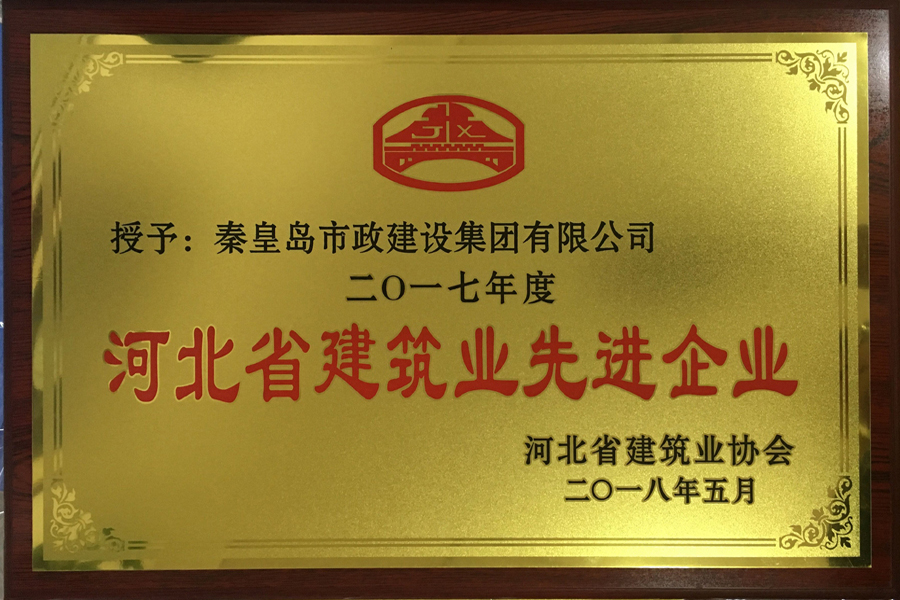 JX
授予：秦皇岛市政建设集团有限公司
二〇一七年度
河北省建筑业先进企业
河北省建筑业协会
二〇一八年五月